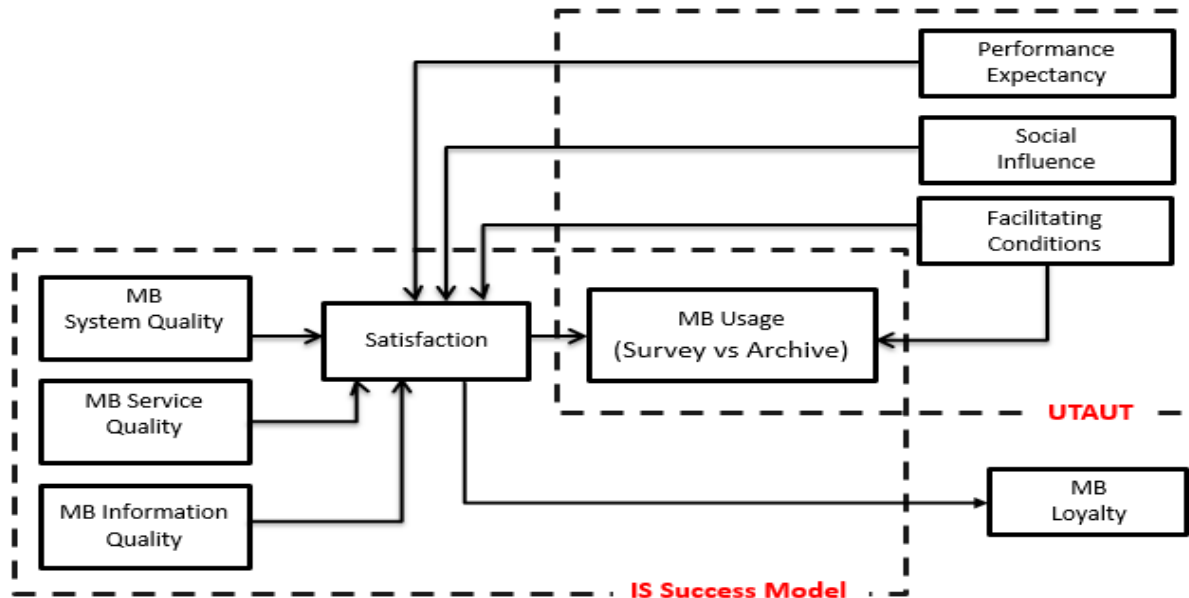 Performance
Expectancy
Social
Influence
Facilitating
Conditions
MB
System Quality
Satisfaction
MB Usage
(Survey vs Archive)
MB Service
Quality
UTAUT
MB Information
Quality
MB
Loyalty
IS Success Model